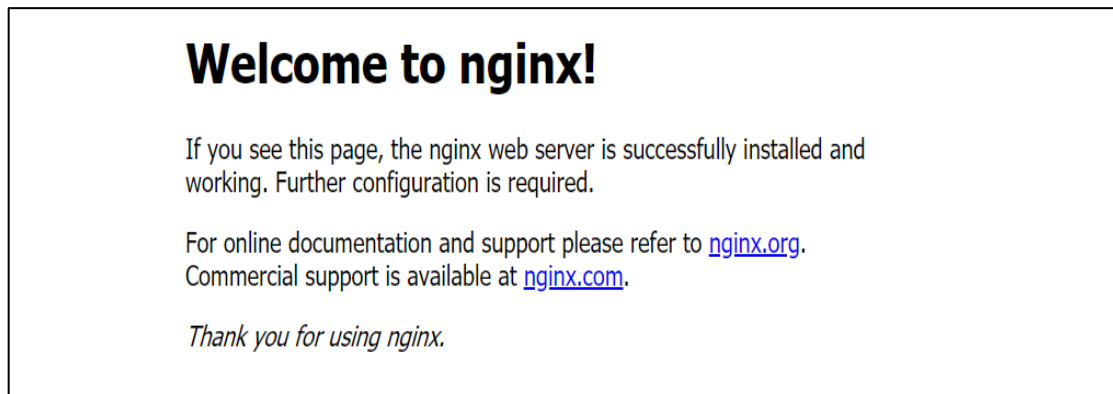 Welcome to nginx!
If you see this page, the nginx web server is successfully installed and
working. Further configuration is required.
For online documentation and support please refer to nginx.org.
Commercial support is available at nginx.com.
Thank you for using nginx.